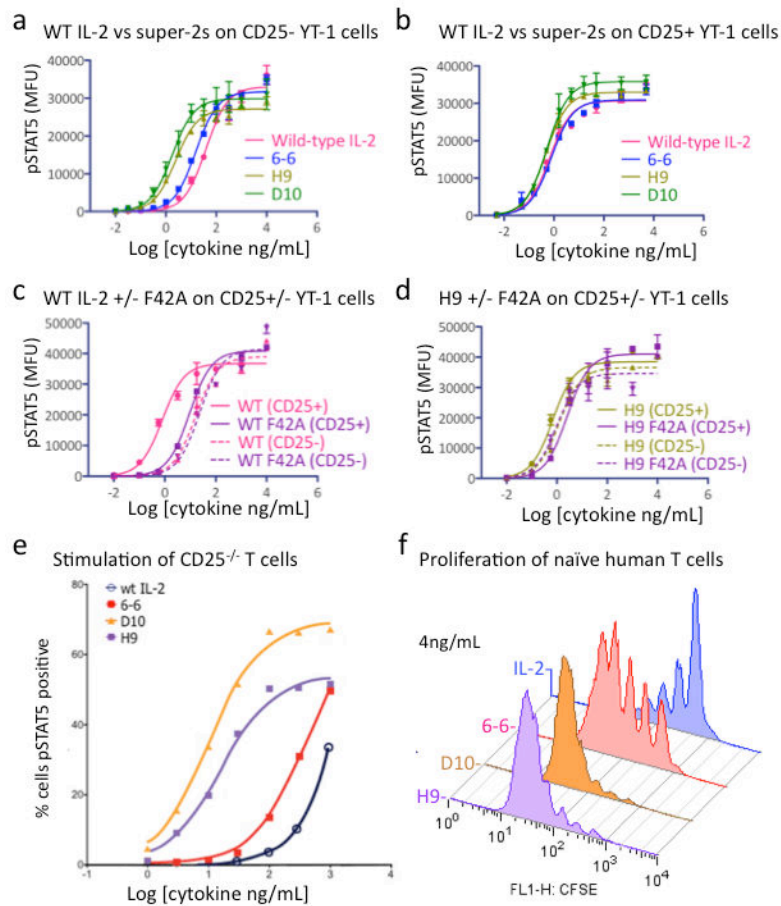 a WT IL-2 vs super-2s on CD25- YT-1 cells
pSTAT5 (MFU)
40000
30000
20000
10000
0
-2 0 2 4 6
Log [cytokine ng/mL]
Wild-type IL-2
6-6
H9
D10
b WT IL-2 vs super-2s on CD25+ YT-1 cells
pSTAT5 (MFU)
40000
30000
20000
10000
0
-2 0 2 4 6
Log [cytokine ng/mL]
Wild-type IL-2
6-6
H9
D10
c WT IL-2 +/- F42A on CD25+/- YT-1 cells
pSTAT5 (MFU)
50000
40000
30000
20000
10000
0
-2 0 2 4 6
Log [cytokine ng/mL]
WT (CD25+)
WT F42A (CD25+)
WT (CD25-)
WT F42A (CD25-)
d H9 +/- F42A on CD25+/- YT-1 cells
pSTAT5 (MFU)
50000
40000
30000
20000
10000
0
-2 0 2 4 6
Log [cytokine ng/mL]
H9 (CD25+)
H9 F42A (CD25+)
H9 (CD25-)
H9 F42A (CD25-)
e Stimulation of CD25-/- T cells
% cells pSTAT5 positive
80
60
40
20
0
-1 0 1 2 3 4
Log [cytokine ng/mL]
wt IL-2
6-6
D10
H9
f Proliferation of naïve human T cells
4ng/mL
IL-2
6-6-
D10-
H9-
10^0 10^1 10^2 10^3 10^4
FL1-H: CFSE